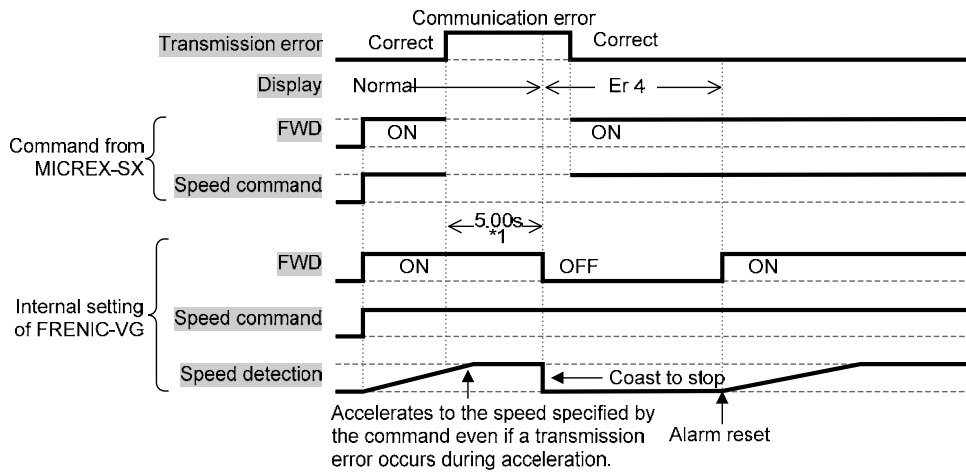 Communication error
Transmission error Correct Correct
Display Normal Er 4
FWD ON ON
Command from
MICREX-SX
Speed command
5.00s
*1
FWD ON OFF ON
Internal setting
of FRENIC-VG
Speed command
Speed detection Coast to stop
Accelerates to the speed specified by
the command even if a transmission
error occurs during acceleration.
Alarm reset